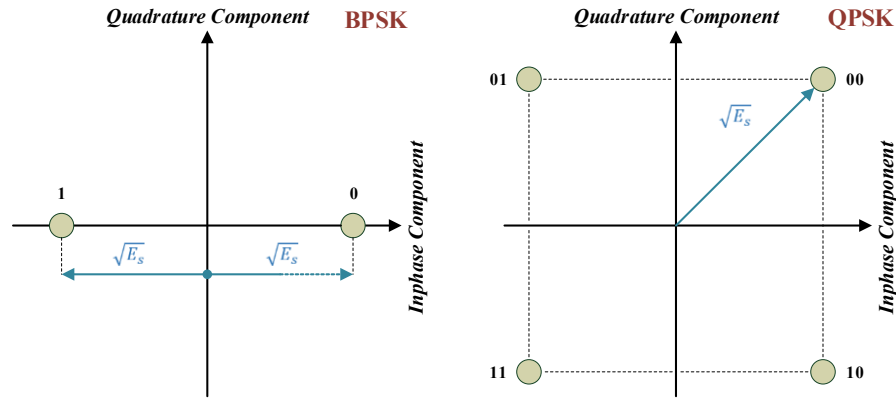 Quadrature Component
BPSK
1
0
√E_s
√E_s
Inphase Component
Quadrature Component
QPSK
01
00
√E_s
Inphase Component
11
10